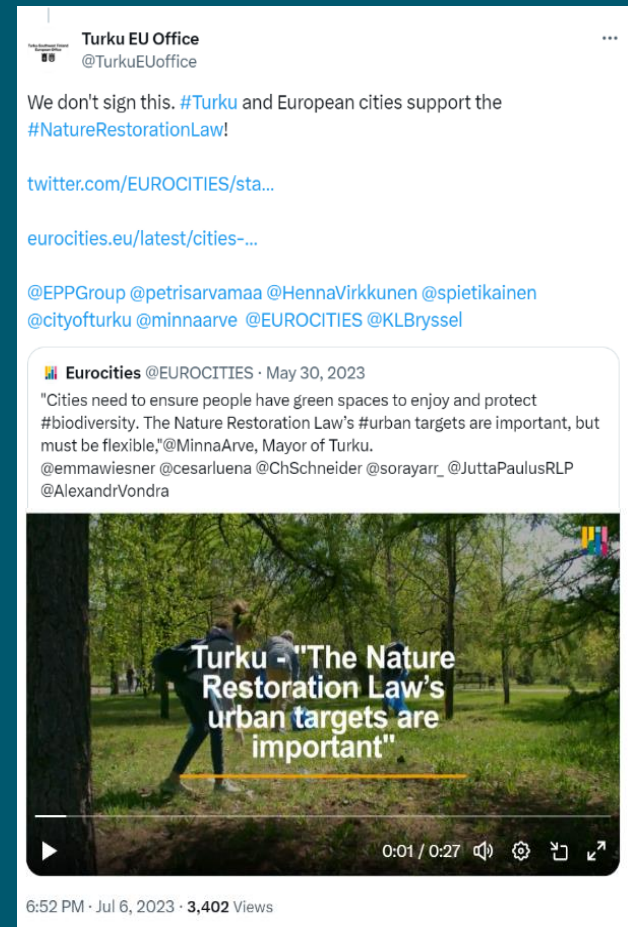 Turku EU Office
@TurkuEUoffice
We don't sign this. #Turku and European cities support the
#NatureRestorationLaw!
twitter.com/EUROCITIES/sta...
eurocities.eu/latest/cities-...
@EPPGroup @petrisarvamaa @HennaVirkkunen @spietikainen
@cityofturku @minnaarve @EUROCITIES @KLBryssel
Eurocities @EUROCITIES · May 30, 2023
"Cities need to ensure people have green spaces to enjoy and protect
#biodiversity. The Nature Restoration Law's #urban targets are important, but
must be flexible,"@MinnaArve, Mayor of Turku.
@emmawiesner @cesarluena @ChSchneider @sorayarr_ @JuttaPaulusRLP
@AlexandrVondra
Turku - "The Nature
Restoration Law's
urban targets are
important"
0:01 / 0:27
6:52 PM · Jul 6, 2023 · 3,402 Views